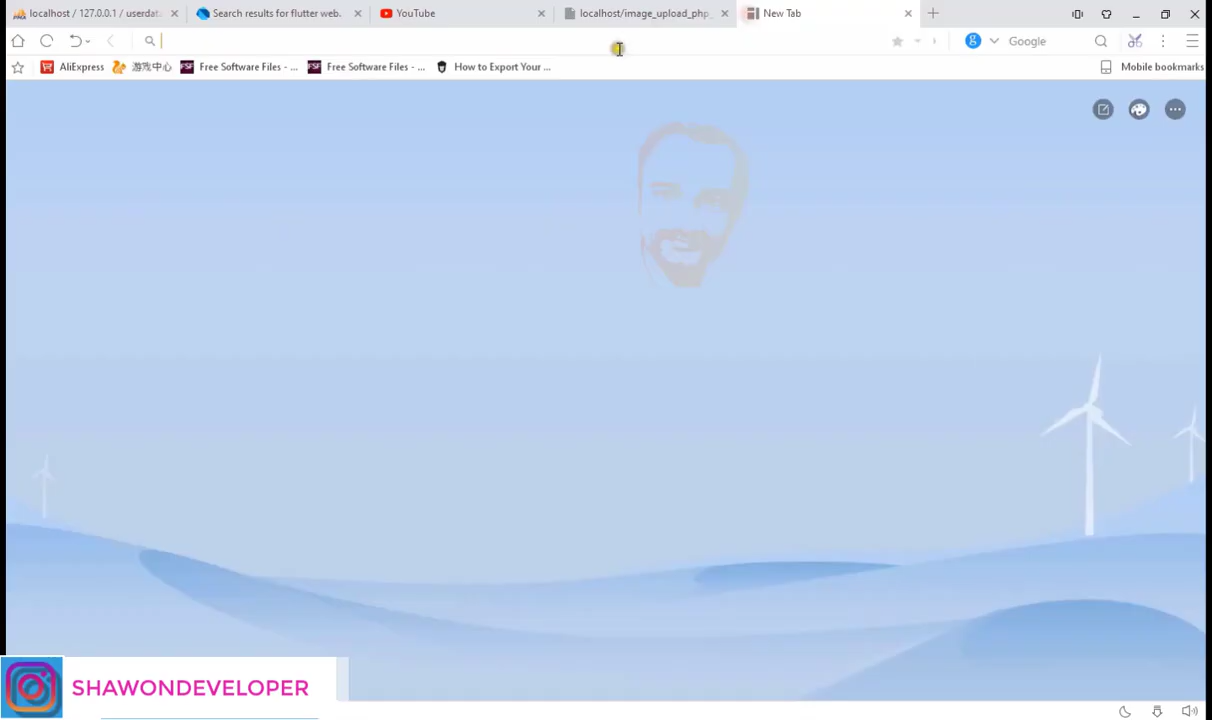 localhost / 127.0.0.1 / userdat
Search results for flutter web.
YouTube
localhost/image_upload_php_
New Tab
Google
AliExpress
游戏中心
Free Software Files - ...
Free Software Files - ...
How to Export Your ...
Mobile bookmarks
SHAWONDEVELOPER